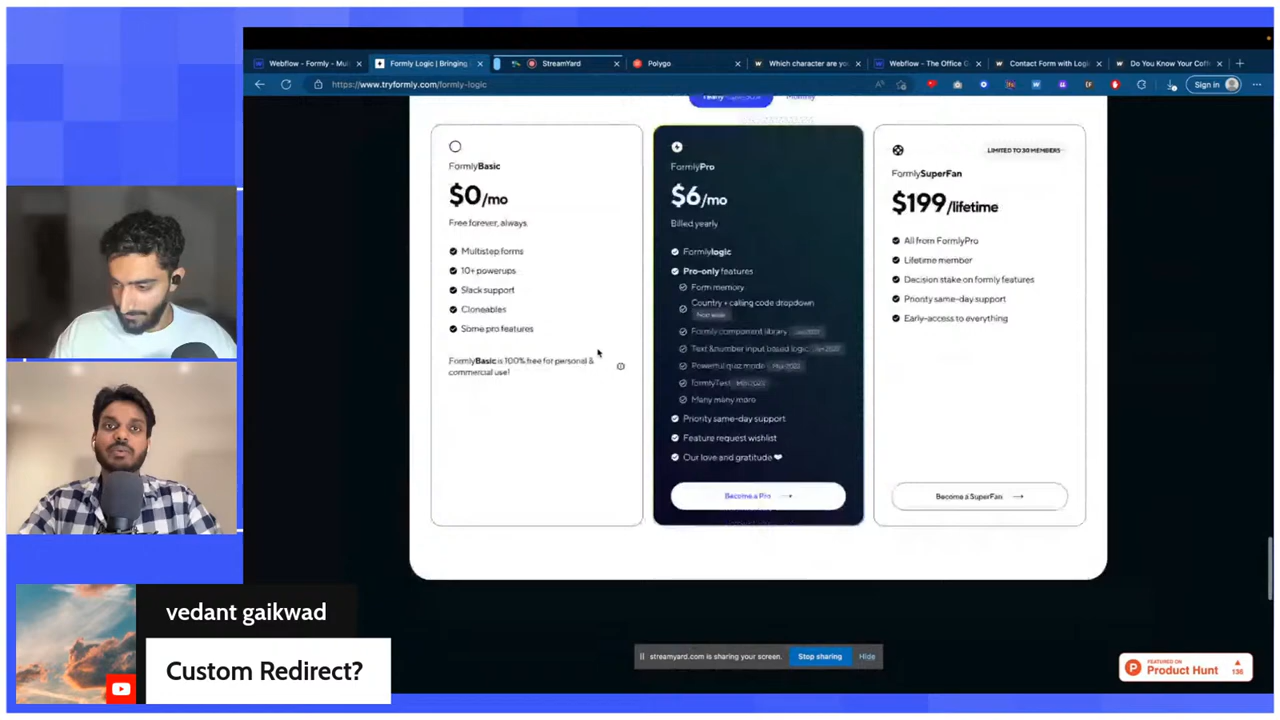 Webflow - Formly - Mul
Formly Logic | Bringing
StreamYard
Polygo
Which character are you
Webflow - The Office Q
Contact Form with Logi
Do You Know Your Coff
https://www.tryformly.com/formly-logic
Sign in
Monthly
FormlyBasic
$0/mo
Free forever, always.
Multistep forms
10+ powerups
Slack support
Cloneables
Some pro features
FormlyBasic is 100% free for personal &
commercial use!
FormlyPro
$6/mo
Billed yearly
Formlylogic
Pro-only features
Form memory
Country + calling code dropdown
Next week
Formly component library
Text & number input based logic
Powerful quiz mode
FormlyTest
Many many more
Priority same-day support
Feature request wishlist
Our love and gratitude ❤
Become a Pro →
LIMITED TO 30 MEMBERS
FormlySuperFan
$199/lifetime
All from FormlyPro
Lifetime member
Decision stake on formly features
Priority same-day support
Early-access to everything
Become a SuperFan →
streamyard.com is sharing your screen.
Stop sharing
Hide
FEATURED ON
Product Hunt
136
vedant gaikwad
Custom Redirect?